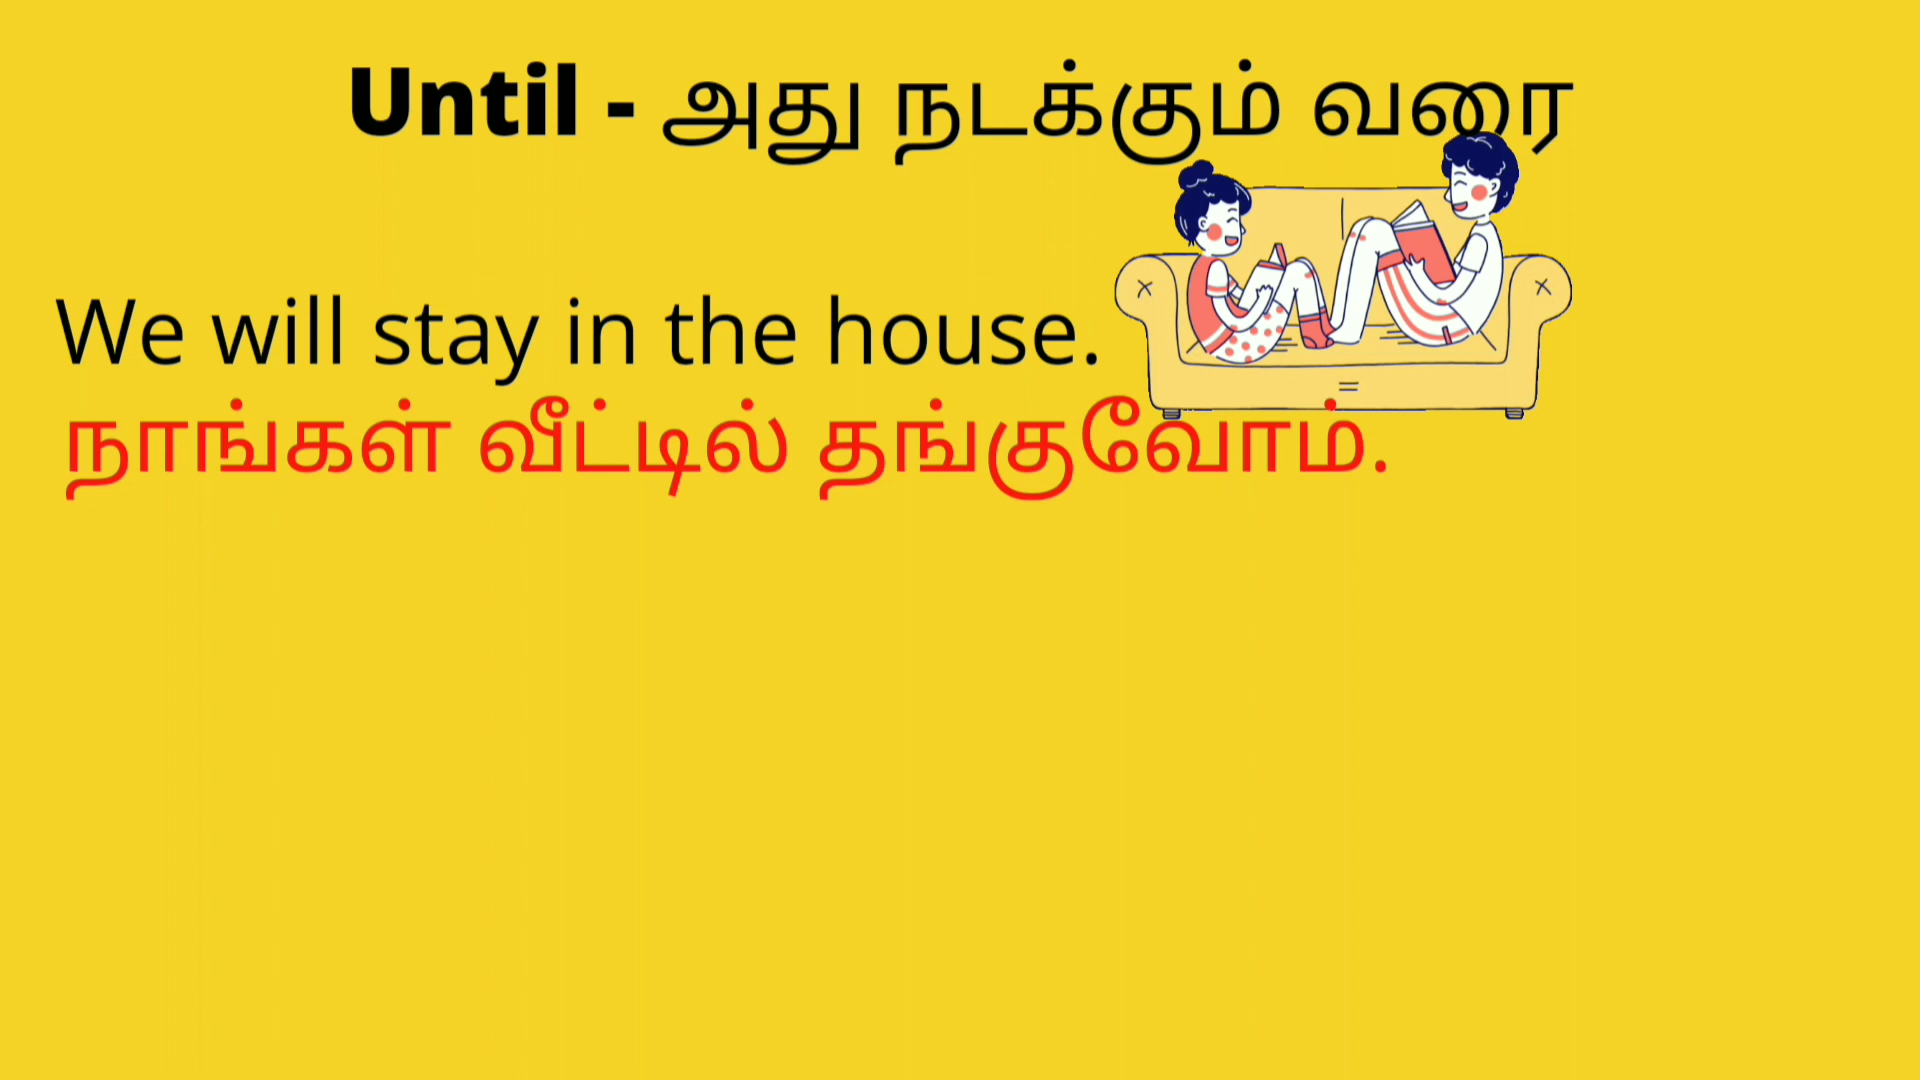 Until - அது நடக்கும் வரை
We will stay in the house.
நாங்கள் வீட்டில் தங்குவோம்.